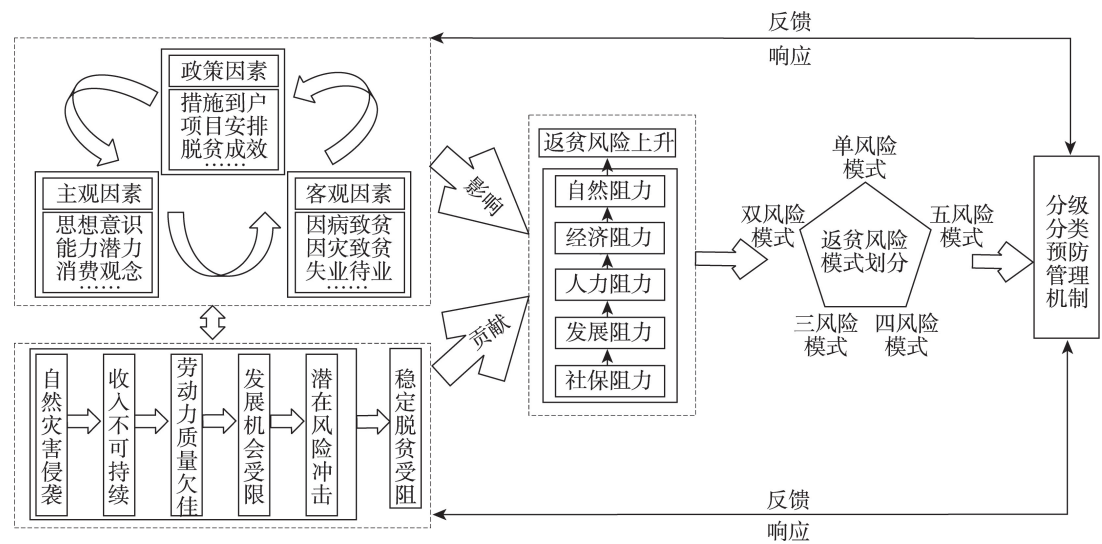 反馈
响应
政策因素
措施到户
项目安排
脱贫成效
……
主观因素
思想意识
能力潜力
消费观念
……
客观因素
因病致贫
因灾致贫
失业待业
……
影响
贡献
返贫风险上升
自然阻力
经济阻力
人力阻力
发展阻力
社保阻力
单风险
模式
双风险
模式
五风险
模式
返贫风险
模式划分
三风险
模式
四风险
模式
分级
分类
预防
管理
机制
自然灾害侵袭
收入不可持续
劳动力质量欠佳
发展机会受限
潜在风险冲击
稳定脱贫受阻
反馈
响应